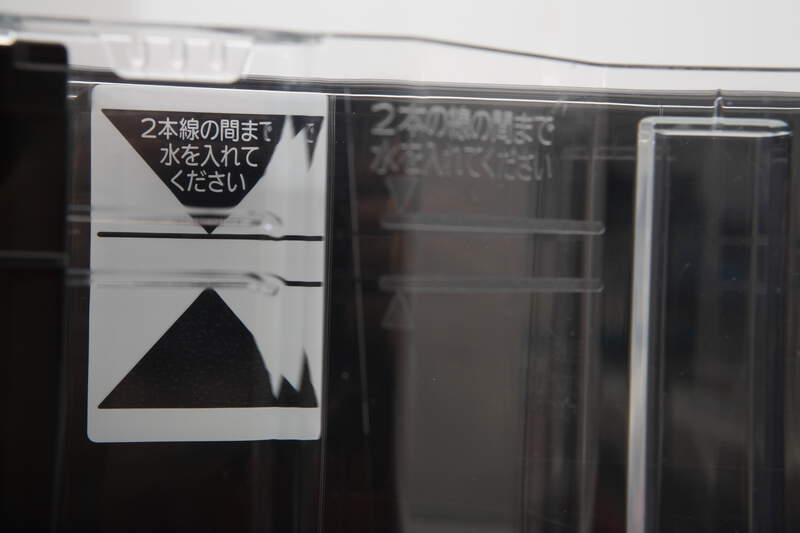 2本線の間まで
水を入れて
ください
2本の線の間まで
水を入れてください